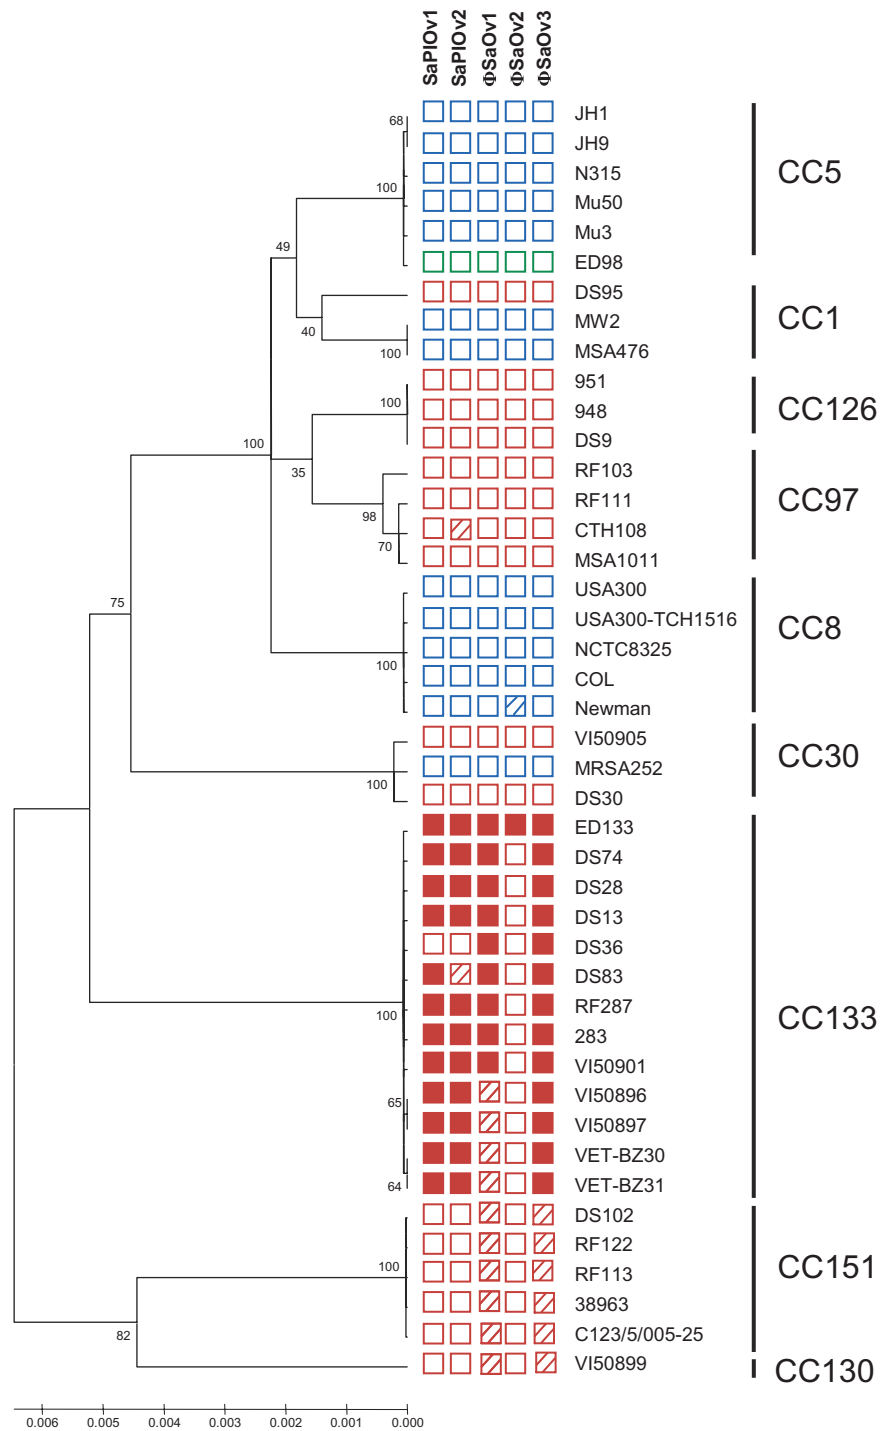 SaPIOv1 SaPIOv2 ΦSaOv1 ΦSaOv2 ΦSaOv3
JH1
68
JH9
N315
CC5
100
Mu50
Mu3
49
ED98
DS95
MW2
CC1
40
MSA476
100
951
100
948
CC126
DS9
100
RF103
35
RF111
CC97
98
CTH108
70
MSA1011
USA300
75
USA300-TCH1516
CC8
NCTC8325
100
COL
Newman
VI50905
CC30
MRSA252
100
DS30
ED133
DS74
DS28
DS13
DS36
DS83
RF287
100
CC133
283
VI50901
VI50896
65
VI50897
VET-BZ30
VET-BZ31
64
DS102
RF122
100
RF113
CC151
38963
82
C123/5/005-25
VI50899
CC130
0.006 0.005 0.004 0.003 0.002 0.001 0.000